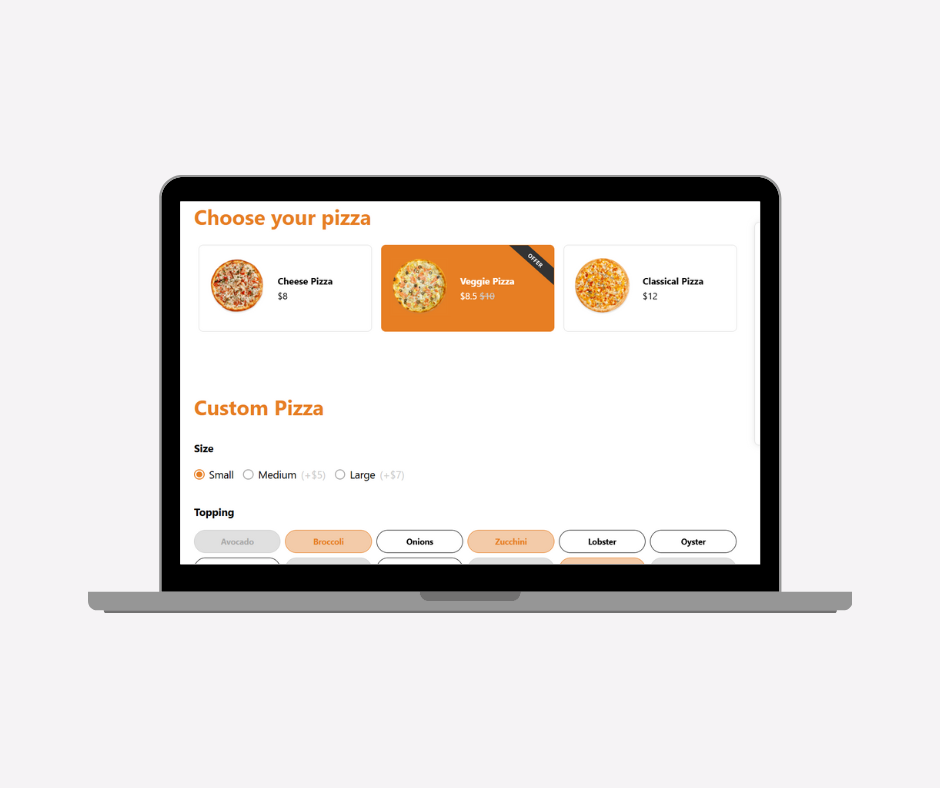 Choose your pizza
Cheese Pizza
$8
OFFER
Veggie Pizza
$8.5 $10
Classical Pizza
$12
Custom Pizza
Size
Small Medium (+$5) Large (+$7)
Topping
Avocado Broccoli Onions Zucchini Lobster Oyster